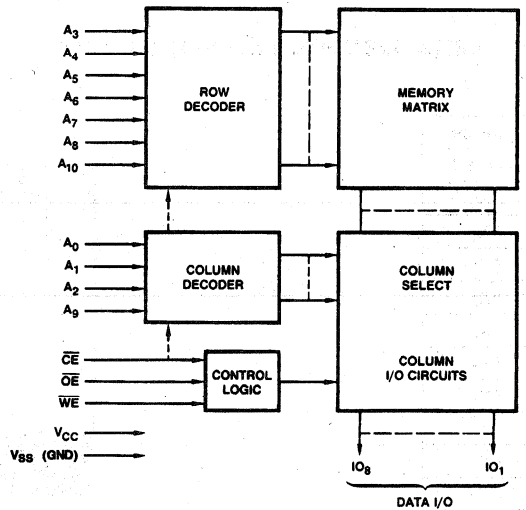 A3
A4
A5
A6
A7
A8
A10
ROW
DECODER
MEMORY
MATRIX
A0
A1
A2
A9
COLUMN
DECODER
COLUMN
SELECT
COLUMN
I/O CIRCUITS
CE
OE
WE
CONTROL
LOGIC
VCC
VSS (GND)
IO8
IO1
DATA I/O